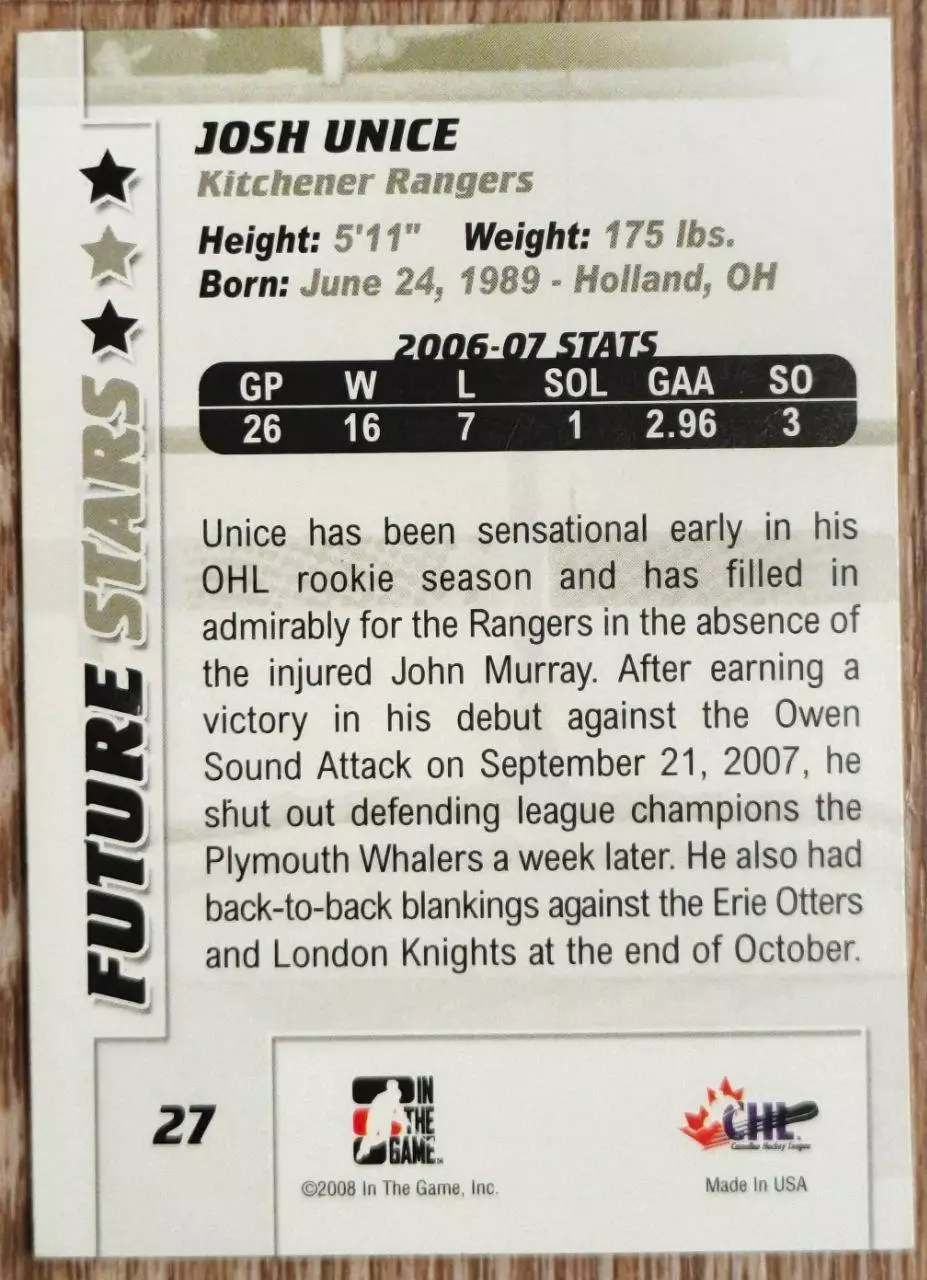 JOSH UNICE
Kitchener Rangers
Height: 5'11" Weight: 175 lbs.
Born: June 24, 1989 - Holland, OH
2006-07 STATS
GP W L SOL GAA SO
26 16 7 1 2.96 3
Unice has been sensational early in his
OHL rookie season and has filled in
admirably for the Rangers in the absence of
the injured John Murray. After earning a
victory in his debut against the Owen
Sound Attack on September 21, 2007, he
shut out defending league champions the
Plymouth Whalers a week later. He also had
back-to-back blankings against the Erie Otters
and London Knights at the end of October.
FUTURE STARS
27
IN
THE
GAME
©2008 In The Game, Inc.
CHL
Canadian Hockey League
Made In USA